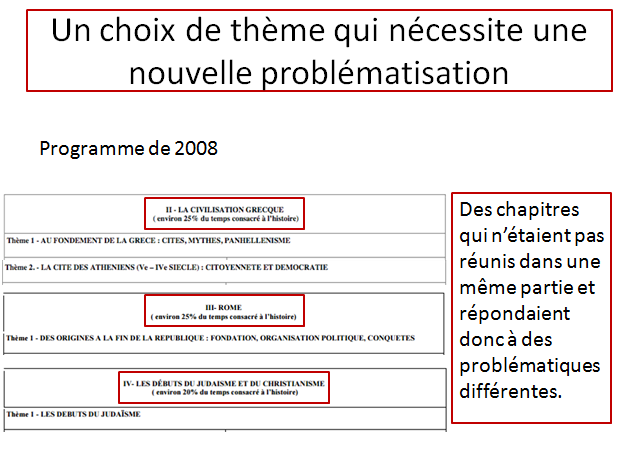 Un choix de thème qui nécessite une
nouvelle problématisation
Programme de 2008
II - LA CIVILISATION GRECQUE
( environ 25% du temps consacré à l'histoire)
Thème 1 - AU FONDEMENT DE LA GRECE : CITES, MYTHES, PANHELLENISME
Thème 2. - LA CITE DES ATHENIENS (Ve – IVe SIECLE) : CITOYENNETE ET DEMOCRATIE
III- ROME
( environ 25% du temps consacré à l'histoire)
Thème 1 - DES ORIGINES A LA FIN DE LA REPUBLIQUE : FONDATION, ORGANISATION POLITIQUE, CONQUETES
IV- LES DÉBUTS DU JUDAISME ET DU CHRISTIANISME
( environ 20% du temps consacré à l'histoire)
Thème 1 - LES DEBUTS DU JUDAÏSME
Des chapitres
qui n'étaient pas
réunis dans une
même partie et
répondaient
donc à des
problématiques
différentes.